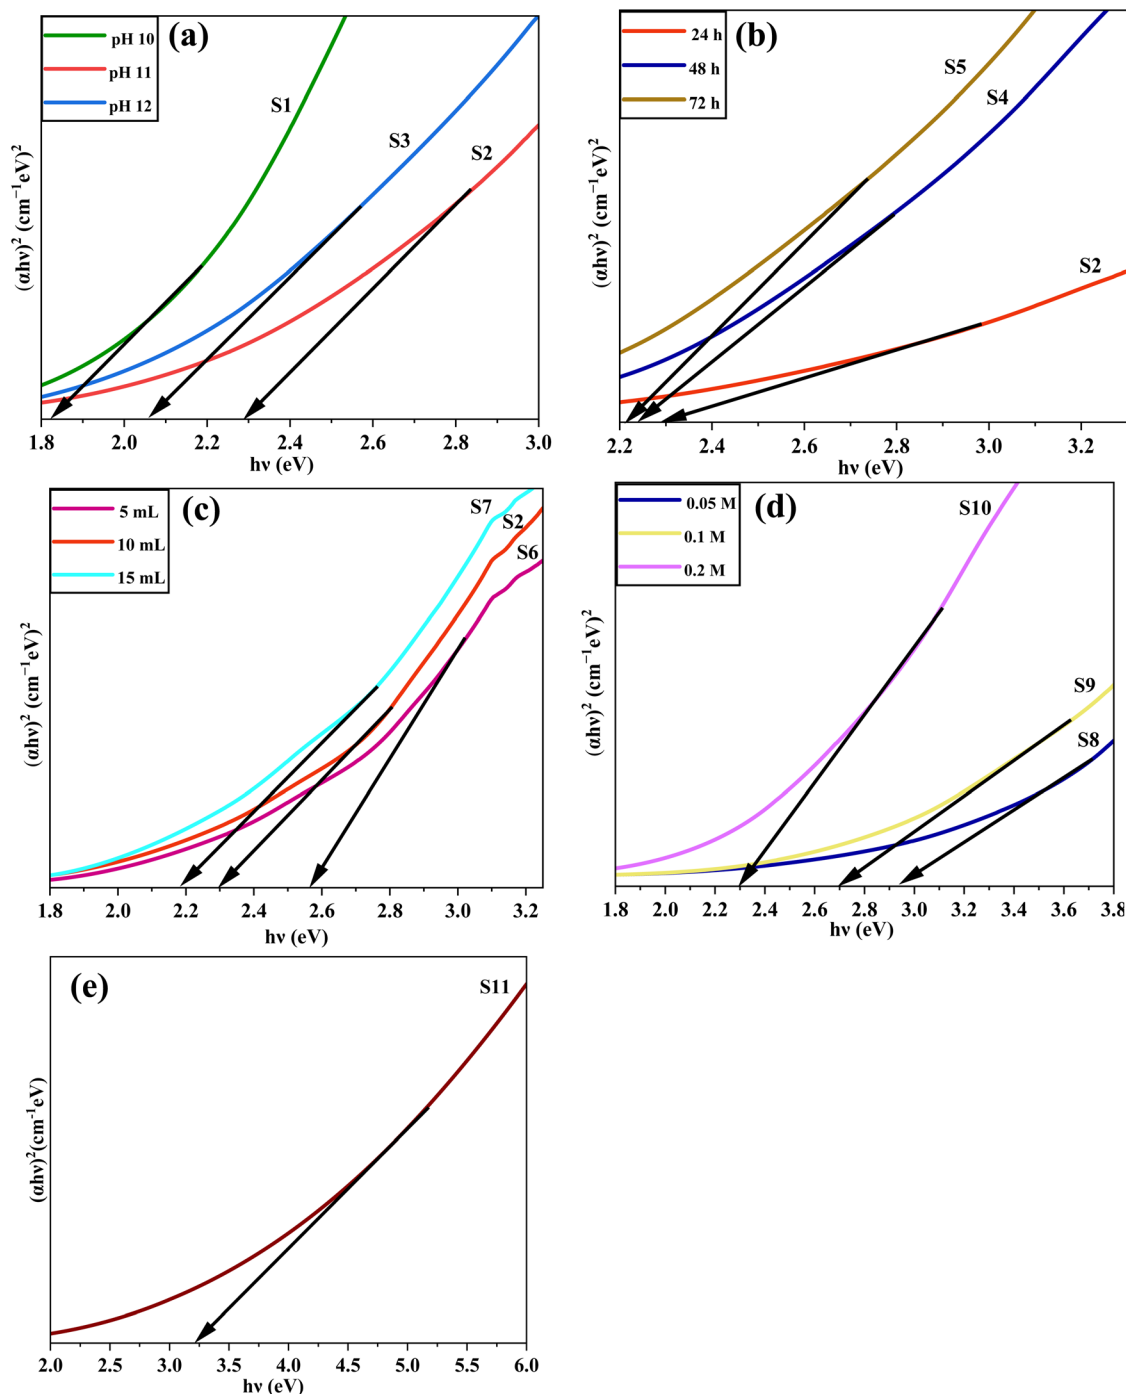 (a)
pH 10
pH 11
pH 12
S1
S3
S2
(αhν)² (cm⁻¹eV)²
1.8 2.0 2.2 2.4 2.6 2.8 3.0
hν (eV)
(b)
24 h
48 h
72 h
S5
S4
S2
(αhν)² (cm⁻¹eV)²
2.2 2.4 2.6 2.8 3.0 3.2
hν (eV)
(c)
5 mL
10 mL
15 mL
S7
S2
S6
(αhν)² (cm⁻¹eV)²
1.8 2.0 2.2 2.4 2.6 2.8 3.0 3.2
hν (eV)
(d)
0.05 M
0.1 M
0.2 M
S10
S9
S8
(αhν)² (cm⁻¹eV)²
1.8 2.0 2.2 2.4 2.6 2.8 3.0 3.2 3.4 3.6 3.8
hν (eV)
(e)
S11
(αhν)²(cm⁻¹eV)
2.0 2.5 3.0 3.5 4.0 4.5 5.0 5.5 6.0
hν (eV)